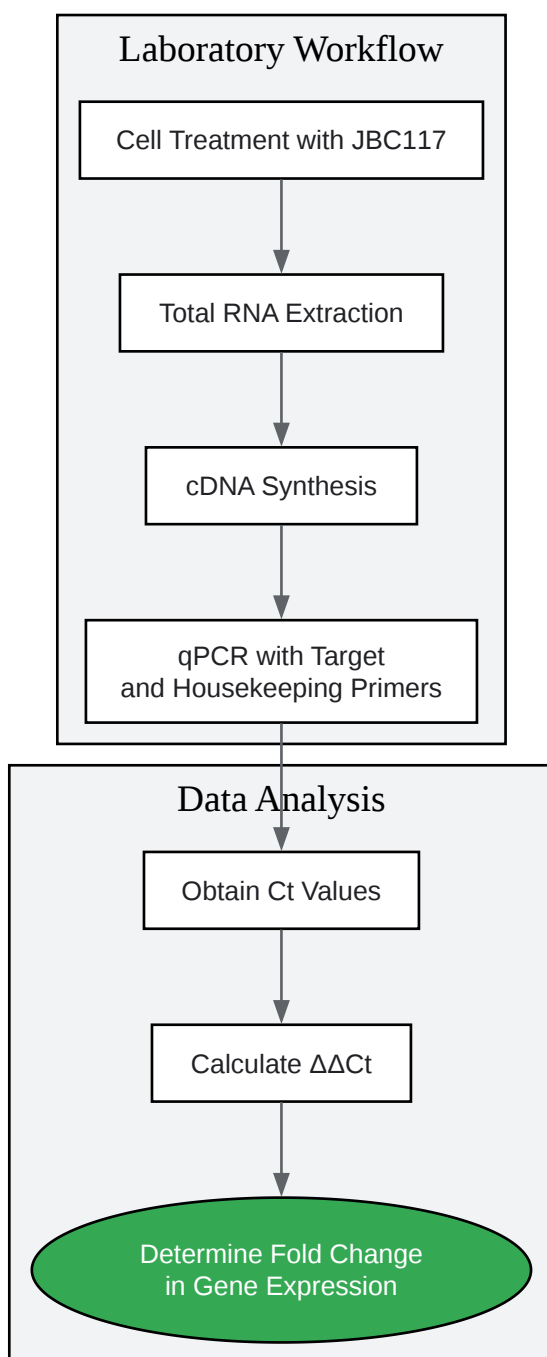 Laboratory Workflow
Cell Treatment with JBC117
Total RNA Extraction
cDNA Synthesis
qPCR with Target
and Housekeeping Primers
Data Analysis
Obtain Ct Values
Calculate ΔΔCt
Determine Fold Change
in Gene Expression